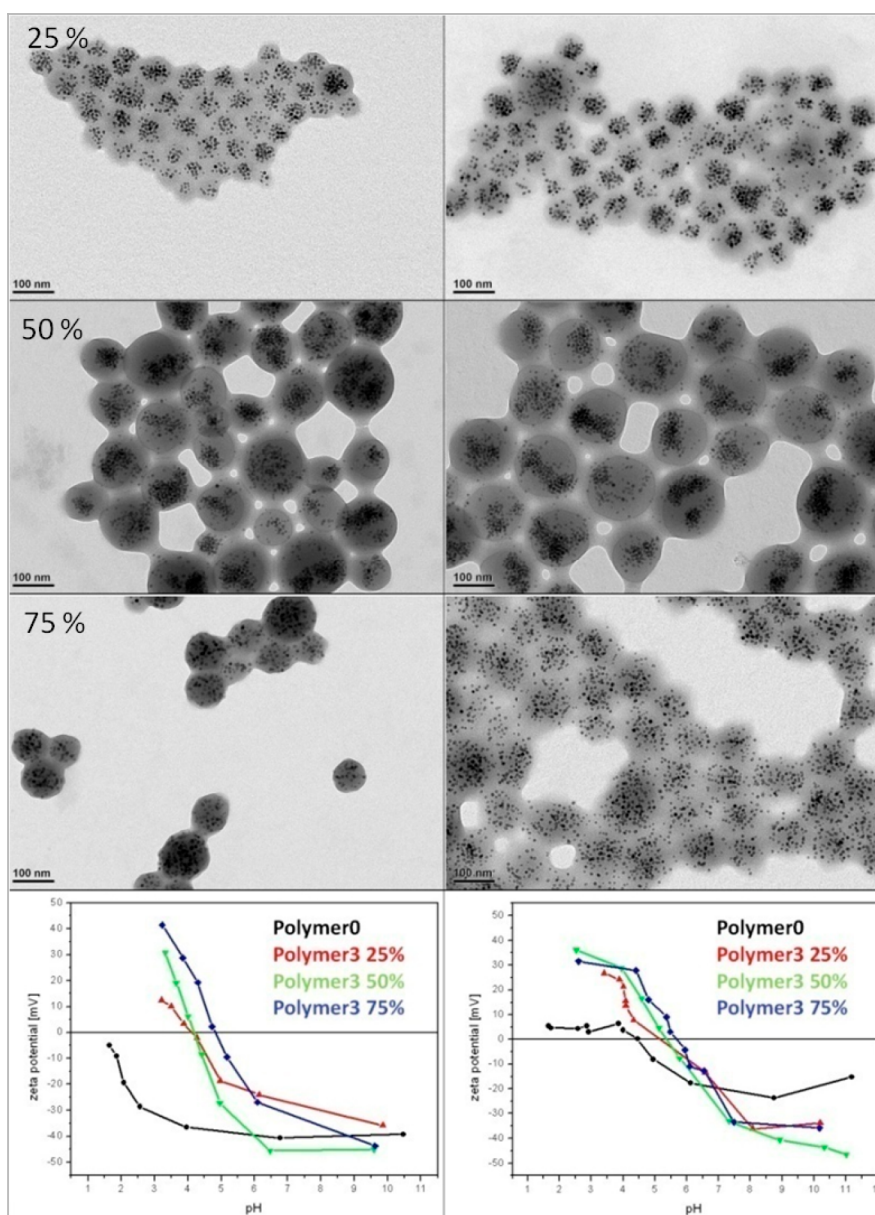 25 %
100 nm
100 nm
50 %
100 nm
100 nm
75 %
100 nm
100 nm
50
40
30
20
10
0
-10
-20
-30
-40
-50
zeta potential [mV]
Polymer0
Polymer3 25%
Polymer3 50%
Polymer3 75%
1 2 3 4 5 6 7 8 9 10 11
pH
50
40
30
20
10
0
-10
-20
-30
-40
-50
zeta potential [mV]
Polymer0
Polymer3 25%
Polymer3 50%
Polymer3 75%
1 2 3 4 5 6 7 8 9 10 11 12
pH